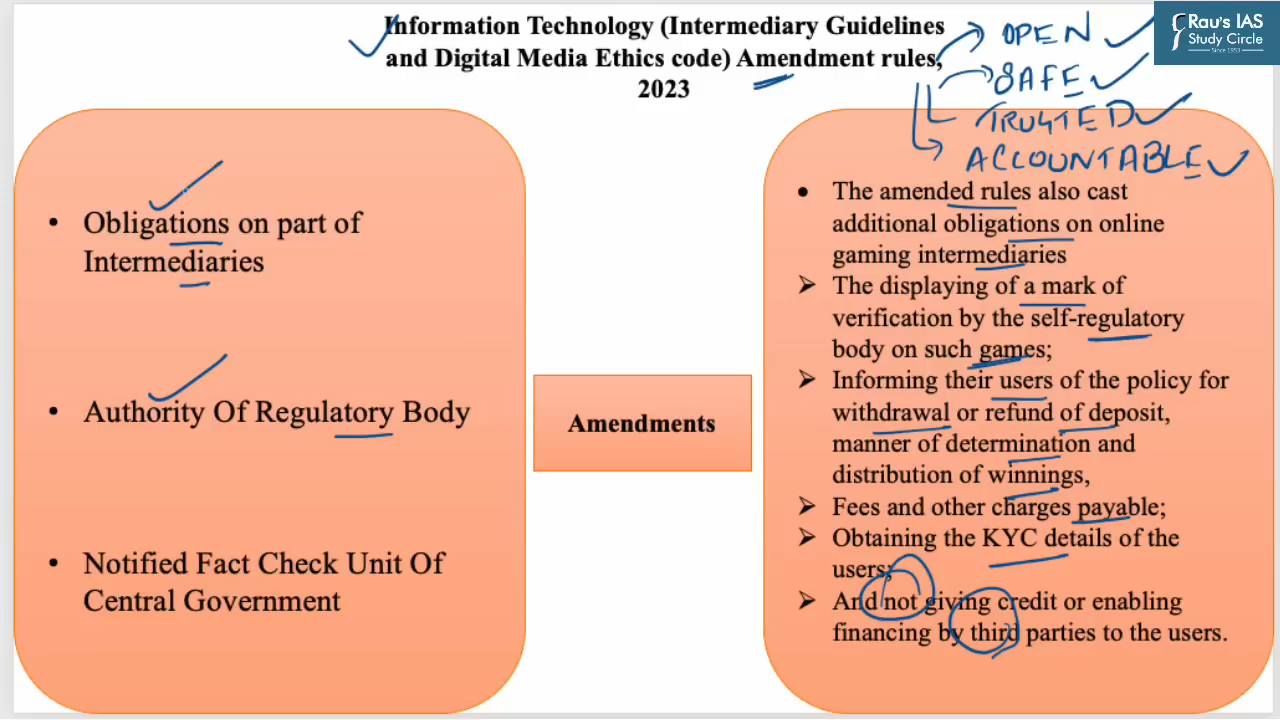 Information Technology (Intermediary Guidelines
and Digital Media Ethics code) Amendment rules,
2023
OPEN
SAFE
TRUSTED
ACCOUNTABLE
Rau's IAS
Study Circle
Since 1953
• Obligations on part of
Intermediaries
• Authority Of Regulatory Body
• Notified Fact Check Unit Of
Central Government
Amendments
• The amended rules also cast
additional obligations on online
gaming intermediaries
➢ The displaying of a mark of
verification by the self-regulatory
body on such games;
➢ Informing their users of the policy for
withdrawal or refund of deposit,
manner of determination and
distribution of winnings,
➢ Fees and other charges payable;
➢ Obtaining the KYC details of the
users;
➢ And not giving credit or enabling
financing by third parties to the users.